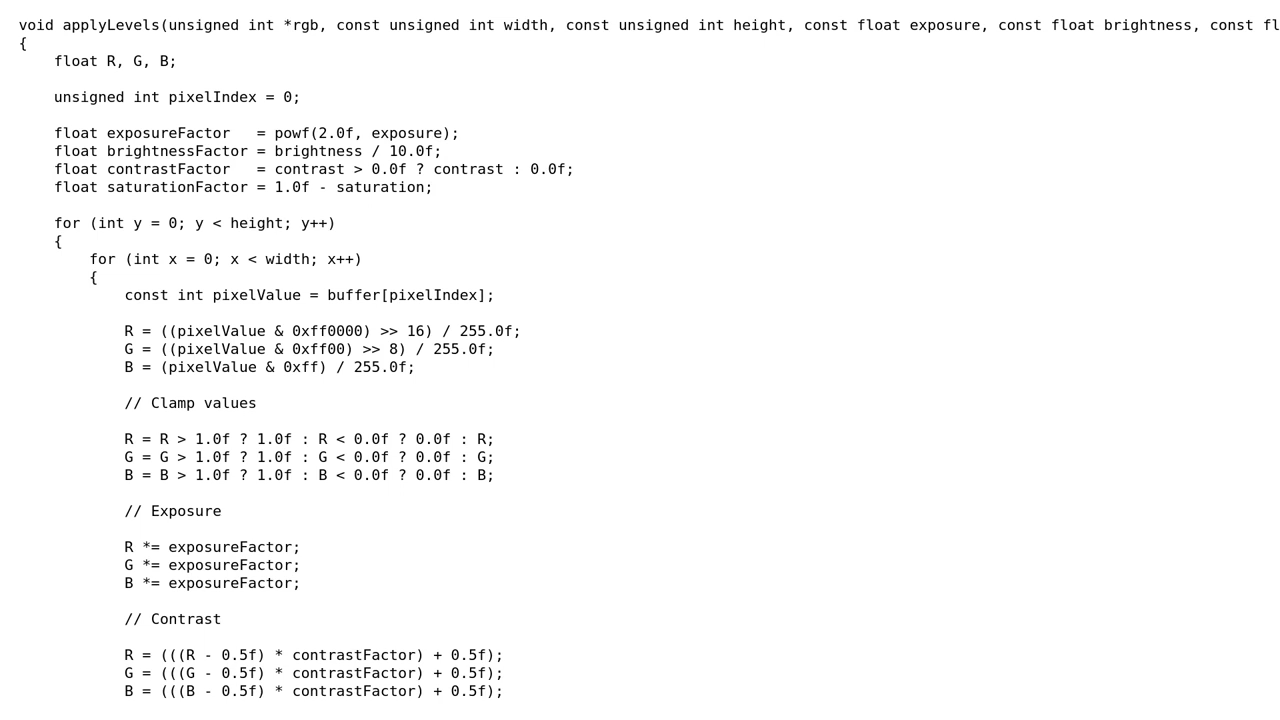 void applyLevels(unsigned int *rgb, const unsigned int width, const unsigned int height, const float exposure, const float brightness, const fl
{
    float R, G, B;

    unsigned int pixelIndex = 0;

    float exposureFactor   = powf(2.0f, exposure);
    float brightnessFactor = brightness / 10.0f;
    float contrastFactor   = contrast > 0.0f ? contrast : 0.0f;
    float saturationFactor = 1.0f - saturation;

    for (int y = 0; y < height; y++)
    {
        for (int x = 0; x < width; x++)
        {
            const int pixelValue = buffer[pixelIndex];

            R = ((pixelValue & 0xff0000) >> 16) / 255.0f;
            G = ((pixelValue & 0xff00) >> 8) / 255.0f;
            B = (pixelValue & 0xff) / 255.0f;

            // Clamp values

            R = R > 1.0f ? 1.0f : R < 0.0f ? 0.0f : R;
            G = G > 1.0f ? 1.0f : G < 0.0f ? 0.0f : G;
            B = B > 1.0f ? 1.0f : B < 0.0f ? 0.0f : B;

            // Exposure

            R *= exposureFactor;
            G *= exposureFactor;
            B *= exposureFactor;

            // Contrast

            R = (((R - 0.5f) * contrastFactor) + 0.5f);
            G = (((G - 0.5f) * contrastFactor) + 0.5f);
            B = (((B - 0.5f) * contrastFactor) + 0.5f);